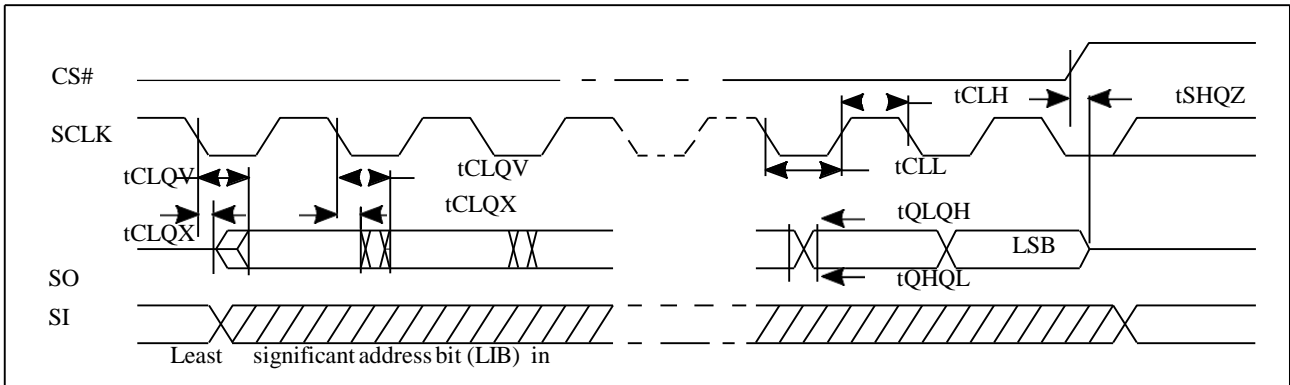 CS#
tCLH
tSHQZ
SCLK
tCLQV
tCLQV
tCLL
tCLQX
tCLQX
tQLQH
LSB
SO
tQHQL
SI
Least significant address bit (LIB) in